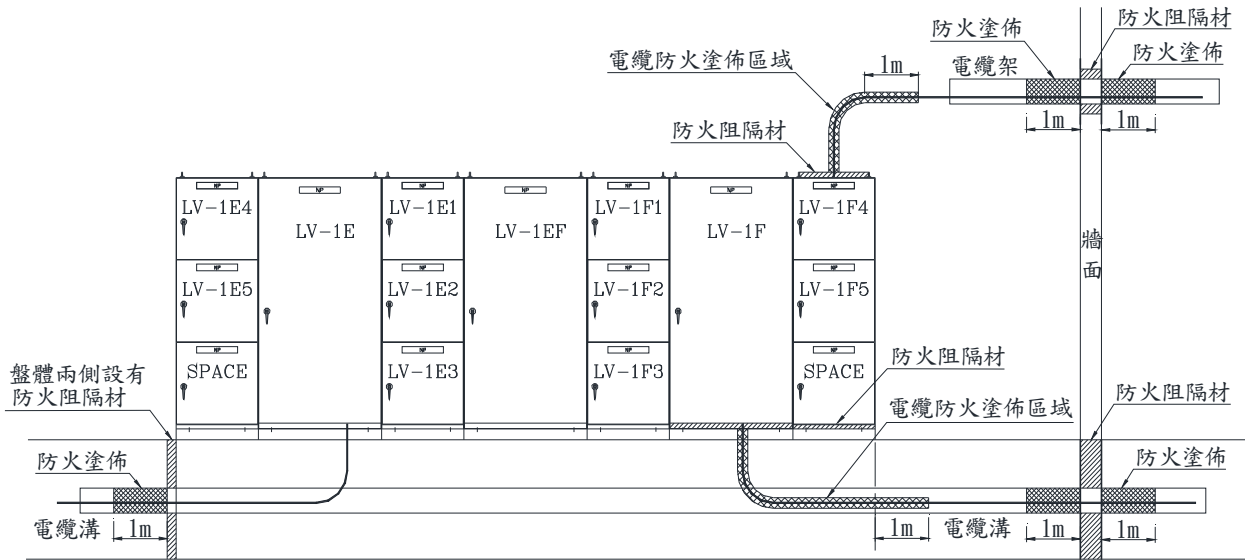 防火塗佈
防火阻隔材
防火塗佈
電纜防火塗佈區域
1m
電纜架
1m
1m
防火阻隔材
NP
NP
NP
NP
NP
NP
NP
LV-1E4
LV-1E
LV-1E1
LV-1EF
LV-1F1
LV-1F
LV-1F4
牆
面
NP
NP
NP
NP
LV-1E5
LV-1E2
LV-1F2
LV-1F5
NP
NP
NP
NP
SPACE
LV-1E3
LV-1F3
SPACE
盤體兩側設有
防火阻隔材
防火阻隔材
電纜防火塗佈區域
防火阻隔材
防火塗佈
防火塗佈
電纜溝
1m
1m
電纜溝
1m
1m